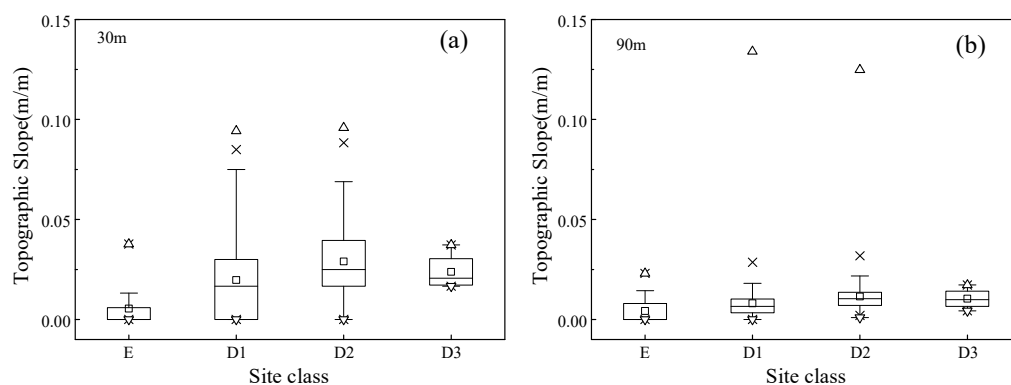 30m
(a)
Topographic Slope(m/m)
0.15
0.10
0.05
0.00
E D1 D2 D3
Site class
90m
(b)
Topographic Slope(m/m)
0.15
0.10
0.05
0.00
E D1 D2 D3
Site class